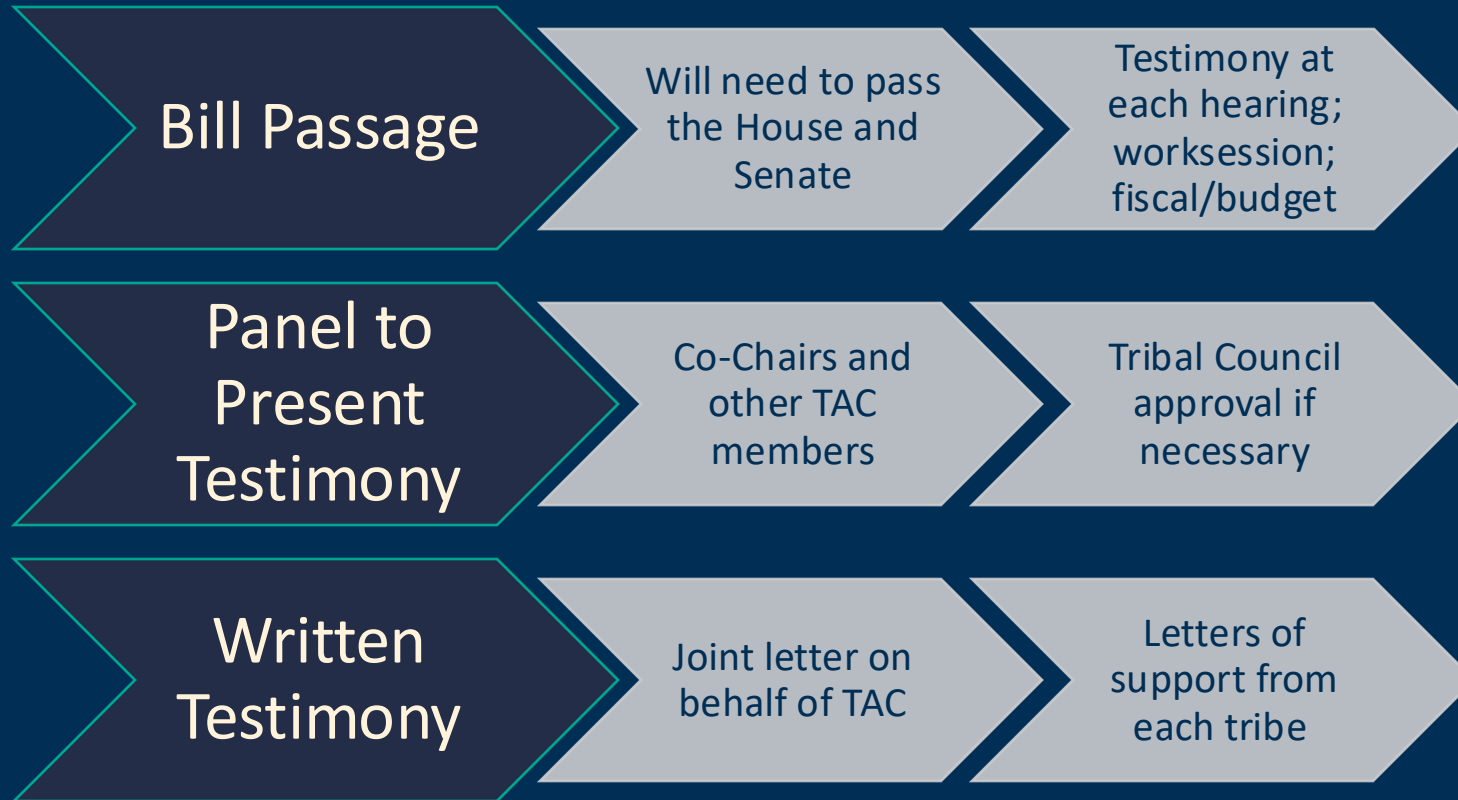 Bill Passage
Will need to pass
the House and
Senate
Testimony at
each hearing;
worksession;
fiscal/budget
Panel to
Present
Testimony
Co-Chairs and
other TAC
members
Tribal Council
approval if
necessary
Written
Testimony
Joint letter on
behalf of TAC
Letters of
support from
each tribe